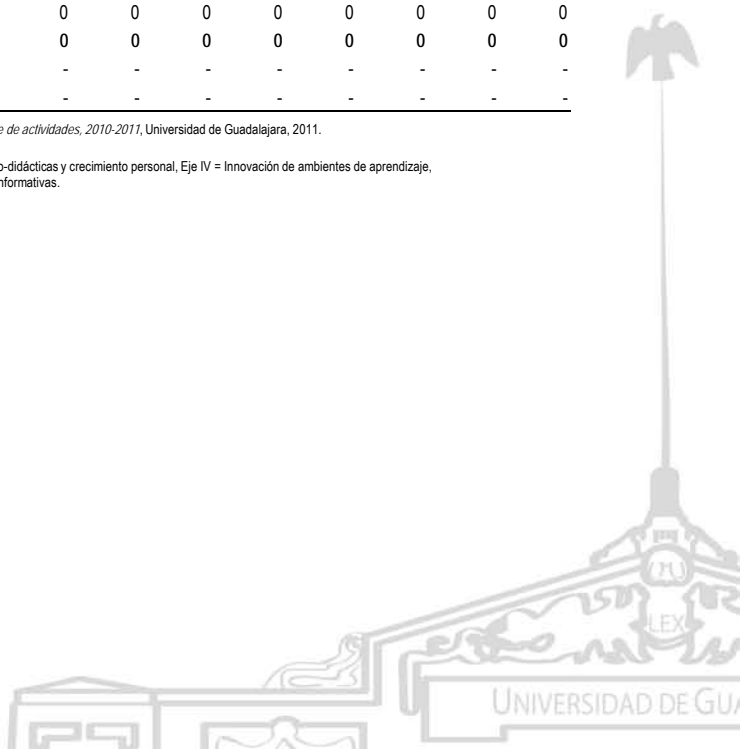 0 0 0 0 0 0 0 0
0 0 0 0 0 0 0 0
- - - - - - - -
- - - - - - - -
e de actividades, 2010-2011, Universidad de Guadalajara, 2011.
o-didácticas y crecimiento personal, Eje IV = Innovación de ambientes de aprendizaje,
nformativas.
LEX
UNIVERSIDAD DE GUA